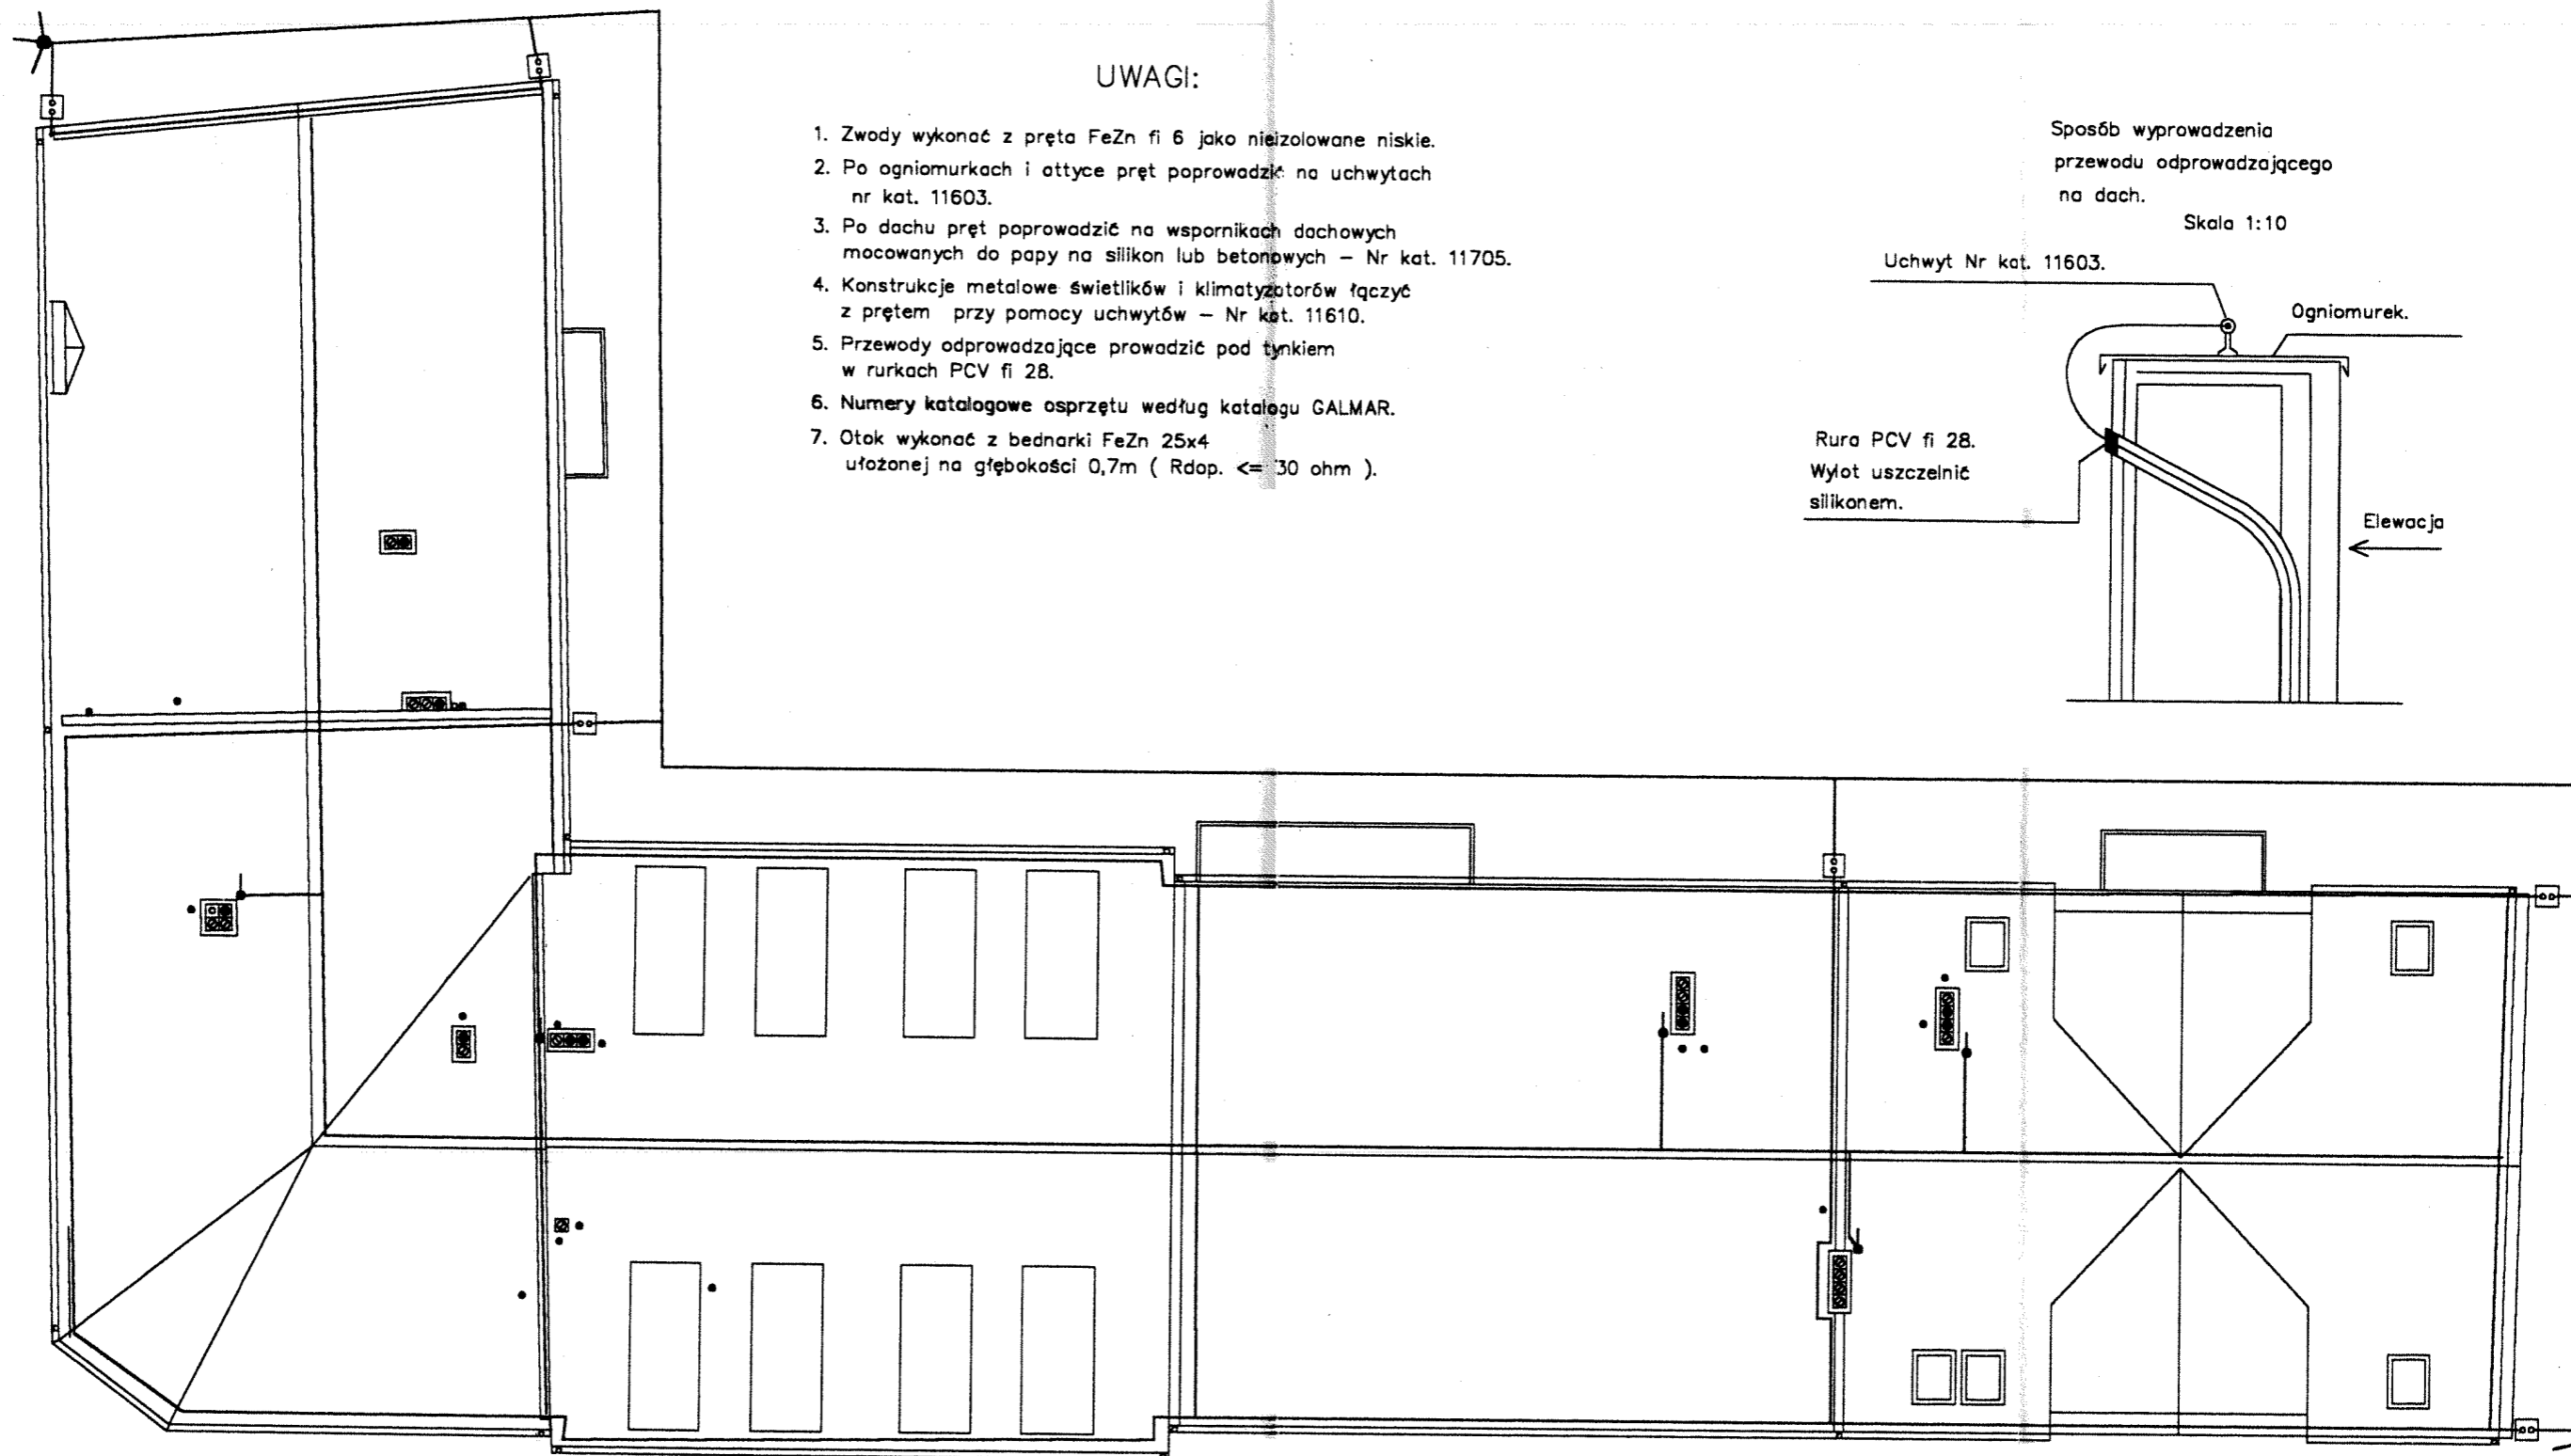 UWAGI:
1. Zwody wykonać z pręta FeZn fi 6 jako nieizolowane niskie.
2. Po ogniomurkach i attyce pręt poprowadzić na uchwytach
nr kat. 11603.
3. Po dachu pręt poprowadzić na wspornikach dachowych
mocowanych do papy na silikon lub betonowych – Nr kat. 11705.
4. Konstrukcje metalowe świetlików i klimatyzatorów łączyć
z prętem przy pomocy uchwytów – Nr kat. 11610.
5. Przewody odprowadzające prowadzić pod tynkiem
w rurkach PCV fi 28.
6. Numery katalogowe osprzętu według katalogu GALMAR.
7. Otok wykonać z bednarki FeZn 25x4
ułożonej na głębokości 0,7m ( Rdop. <= 30 ohm ).
Sposób wyprowadzenia
przewodu odprowadzającego
na dach.
Skala 1:10
Uchwyt Nr kat. 11603.
Ogniomurek.
Rura PCV fi 28.
Wylot uszczelnić
silikonem.
Elewacja